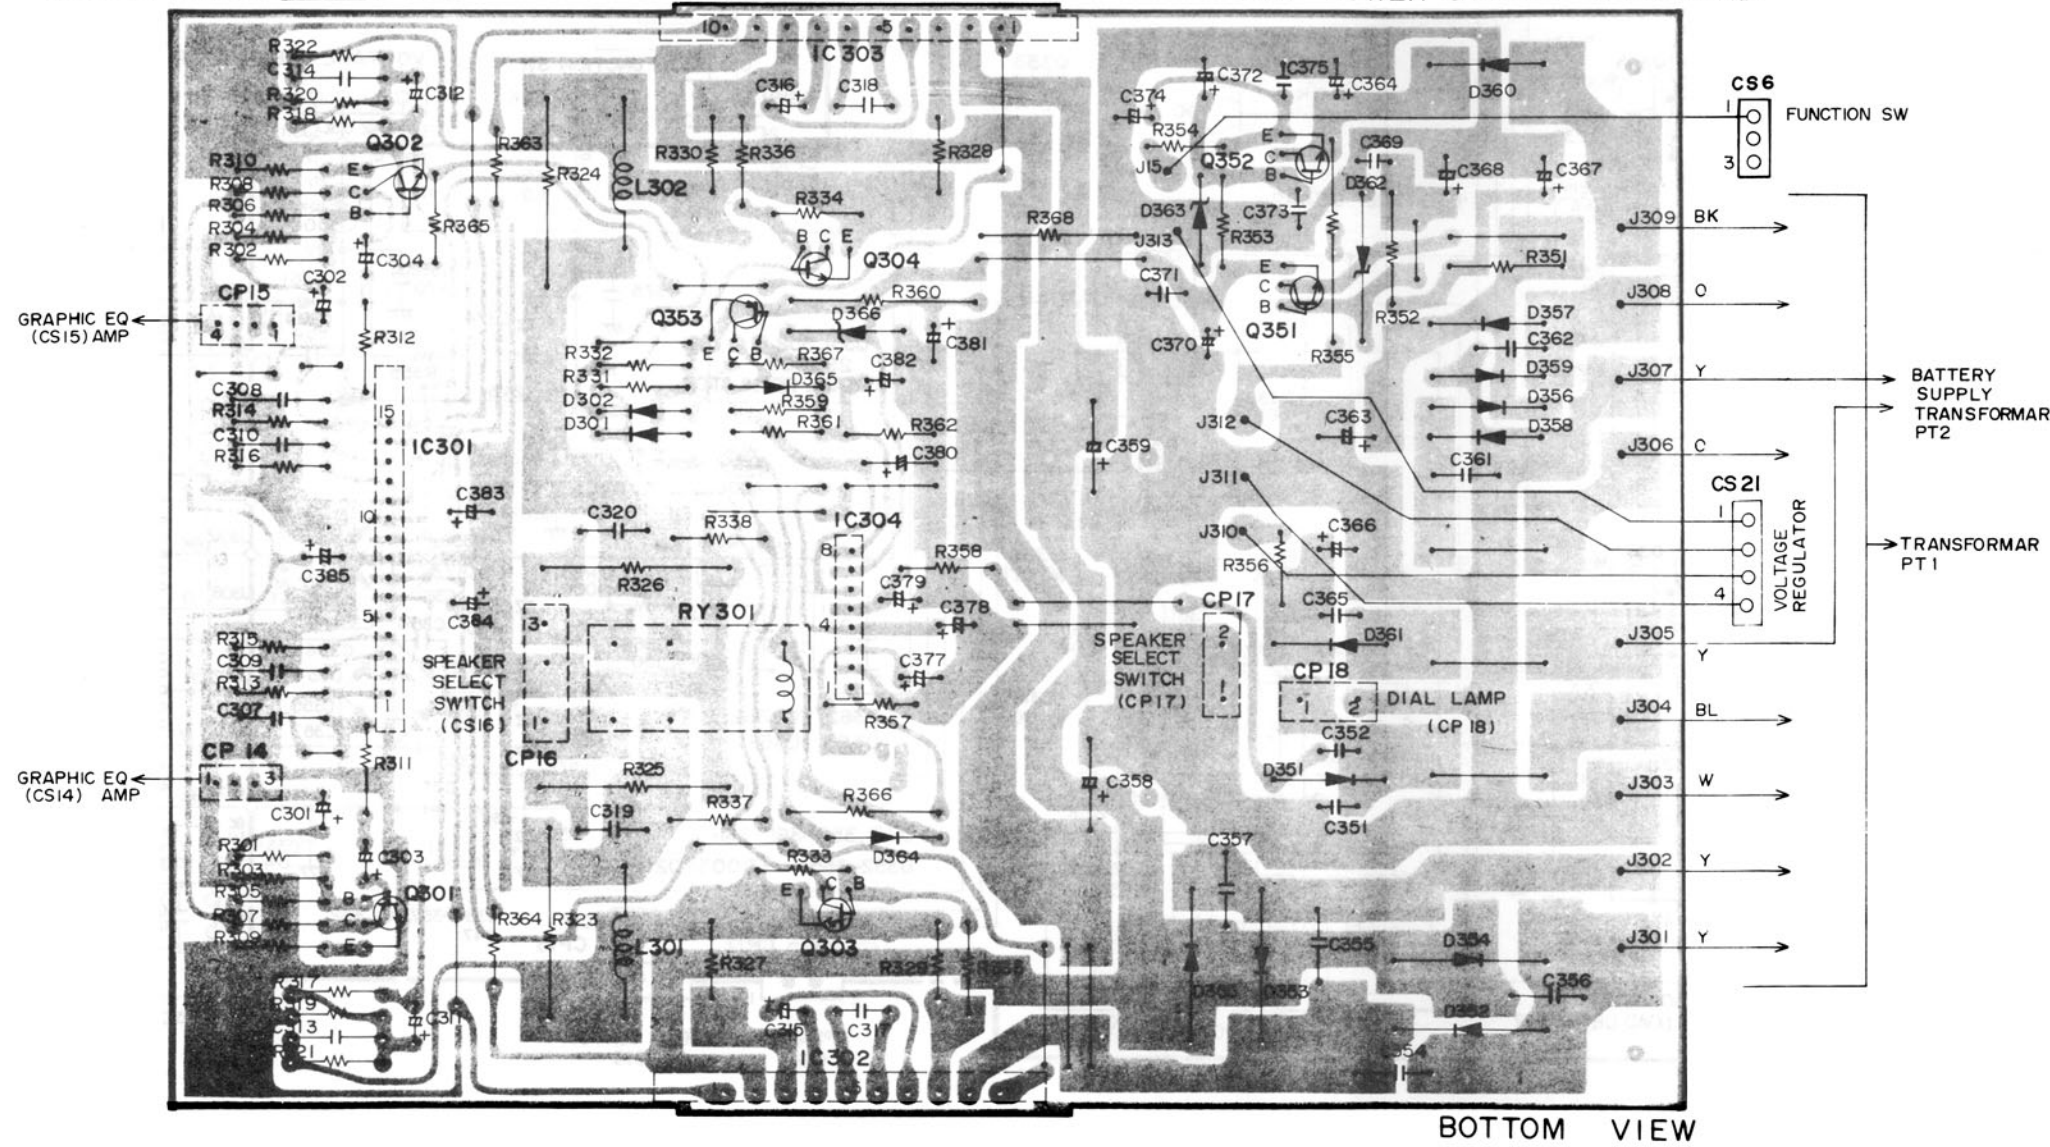 10
5
1
IC303
R322
C314
R320
R318
C312
C316
C318
C372
C375
C364
D360
C374
R354
CS6
1
3
FUNCTION SW
Q302
R363
R324
L302
R330
R336
R328
J15
Q352
E
C
B
C369
D362
C368
C367
R310
R308
R306
R304
R302
E
C
B
R365
R334
R368
D363
C373
R353
J313
J309 BK
C304
C302
B C E
Q304
C371
E
C
B
Q351
R351
CP15
4
1
GRAPHIC EQ
(CS15) AMP
R312
Q353
E C B
R360
D366
C381
C370
R355
R352
D357
C362
J308 O
R332
R331
D302
D301
R367
D365
R359
R361
C382
R362
C380
D359
D356
D358
J307 Y
BATTERY
SUPPLY
TRANSFORMAR
PT2
C308
R314
C310
R316
15
IC301
10
5
1
C359
J312
C363
C361
J306 O
J311
J310
CS21
1
4
VOLTAGE
REGULATOR
C383
C385
C384
C320
R338
R326
IC304
8
4
1
R358
C379
C378
C377
R357
R356
C366
C365
D361
TRANSFORMAR
PT1
R315
C309
R313
C307
SPEAKER
SELECT
SWITCH
(CS16)
3
1
CP16
RY301
SPEAKER
SELECT
SWITCH
(CP17)
CP17
2
1
CP18
1
2
DIAL LAMP
(CP18)
J305
Y
J304 BL
CP 14
1
3
GRAPHIC EQ
(CS14) AMP
R311
C301
R325
C319
R337
R366
D364
C358
C352
D351
C351
J303 W
R301
R303
R305
R307
R309
C303
B
C
E
Q301
R364
R323
L301
R333
E C B
Q303
R327
R329
C357
J302 Y
C355
D353
D354
C356
D352
J301 Y
R317
C311
C315
C317
IC302
BOTTOM VIEW